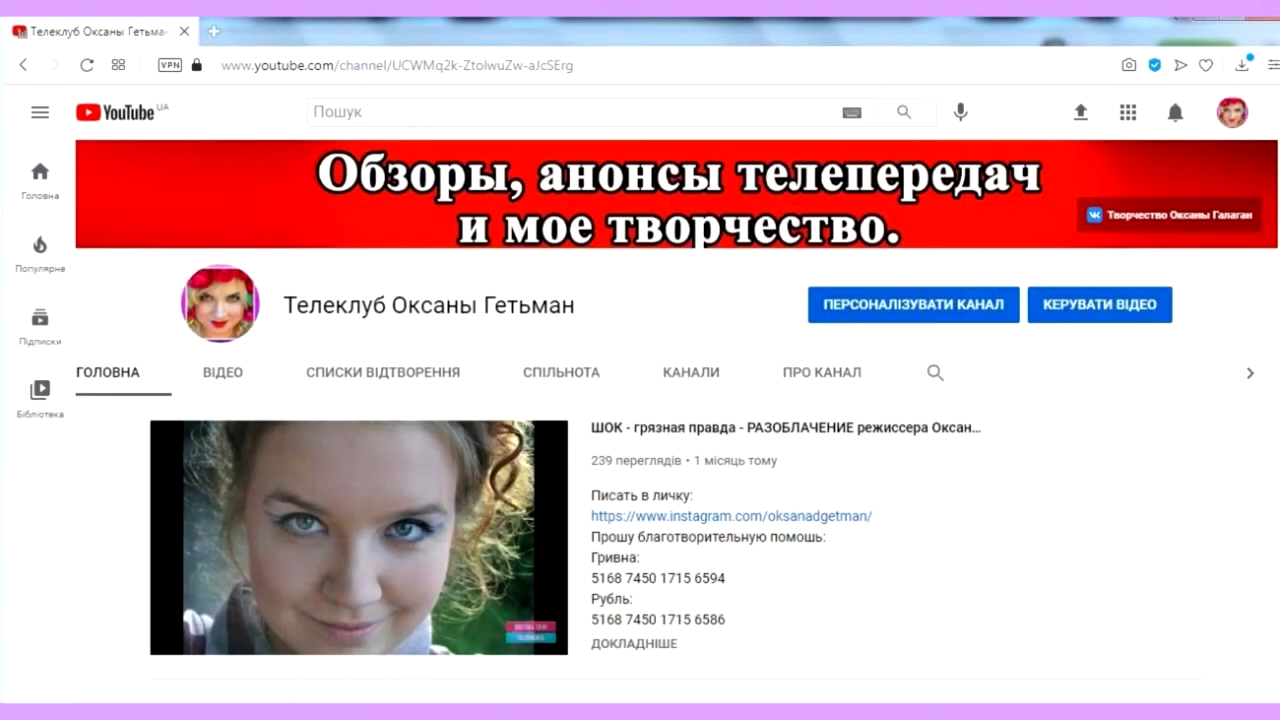 Телеклуб Оксаны Гетьма
VPN
www.youtube.com/channel/UCWMq2k-ZtoIwuZw-aJcSErg
YouTube UA
Пошук
Обзоры, анонсы телепередач
и мое творчество.
Творчество Оксаны Галаган
Головна
Популярне
Підписки
Бібліотека
Телеклуб Оксаны Гетьман
ПЕРСОНАЛІЗУВАТИ КАНАЛ
КЕРУВАТИ ВІДЕО
ГОЛОВНА
ВІДЕО
СПИСКИ ВІДТВОРЕННЯ
СПІЛЬНОТА
КАНАЛИ
ПРО КАНАЛ
ШОК - грязная правда - РАЗОБЛАЧЕНИЕ режиссера Оксан...
239 переглядів • 1 місяць тому
Писать в личку:
https://www.instagram.com/oksanadgetman/
Прошу благотворительную помошь:
Гривна:
5168 7450 1715 6594
Рубль:
5168 7450 1715 6586
ДОКЛАДНІШЕ